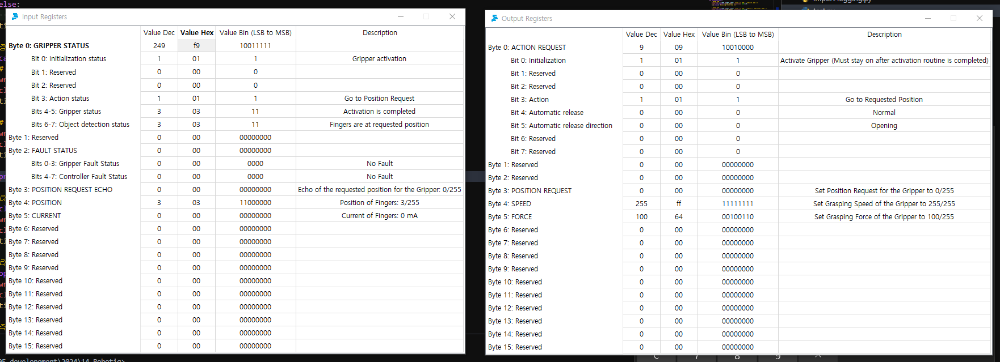 else:
import logging.py
Input Registers
Value Dec Value Hex Value Bin (LSB to MSB) Description
Byte 0: GRIPPER STATUS 249 f9 10011111
Bit 0: Initialization status 1 01 1 Gripper activation
Bit 1: Reserved 0 00 0
Bit 2: Reserved 0 00 0
Bit 3: Action status 1 01 1 Go to Position Request
Bits 4-5: Gripper status 3 03 11 Activation is completed
Bits 6-7: Object detection status 3 03 11 Fingers are at requested position
Byte 1: Reserved 0 00 00000000
Byte 2: FAULT STATUS 0 00 00000000
Bits 0-3: Gripper Fault Status 0 00 0000 No Fault
Bits 4-7: Controller Fault Status 0 00 0000 No Fault
Byte 3: POSITION REQUEST ECHO 0 00 00000000 Echo of the requested position for the Gripper: 0/255
Byte 4: POSITION 3 03 11000000 Position of Fingers: 3/255
Byte 5: CURRENT 0 00 00000000 Current of Fingers: 0 mA
Byte 6: Reserved 0 00 00000000
Byte 7: Reserved 0 00 00000000
Byte 8: Reserved 0 00 00000000
Byte 9: Reserved 0 00 00000000
Byte 10: Reserved 0 00 00000000
Byte 11: Reserved 0 00 00000000
Byte 12: Reserved 0 00 00000000
Byte 13: Reserved 0 00 00000000
Byte 14: Reserved 0 00 00000000
Byte 15: Reserved 0 00 00000000
Output Registers
Value Dec Value Hex Value Bin (LSB to MSB) Description
Byte 0: ACTION REQUEST 9 09 10010000
Bit 0: Initialization 1 01 1 Activate Gripper (Must stay on after activation routine is completed)
Bit 1: Reserved 0 00 0
Bit 2: Reserved 0 00 0
Bit 3: Action 1 01 1 Go to Requested Position
Bit 4: Automatic release 0 00 0 Normal
Bit 5: Automatic release direction 0 00 0 Opening
Bit 6: Reserved 0 00 0
Bit 7: Reserved 0 00 0
Byte 1: Reserved 0 00 00000000
Byte 2: Reserved 0 00 00000000
Byte 3: POSITION REQUEST 0 00 00000000 Set Position Request for the Gripper to 0/255
Byte 4: SPEED 255 ff 11111111 Set Grasping Speed of the Gripper to 255/255
Byte 5: FORCE 100 64 00100110 Set Grasping Force of the Gripper to 100/255
Byte 6: Reserved 0 00 00000000
Byte 7: Reserved 0 00 00000000
Byte 8: Reserved 0 00 00000000
Byte 9: Reserved 0 00 00000000
Byte 10: Reserved 0 00 00000000
Byte 11: Reserved 0 00 00000000
Byte 12: Reserved 0 00 00000000
Byte 13: Reserved 0 00 00000000
Byte 14: Reserved 0 00 00000000
Byte 15: Reserved 0 00 00000000